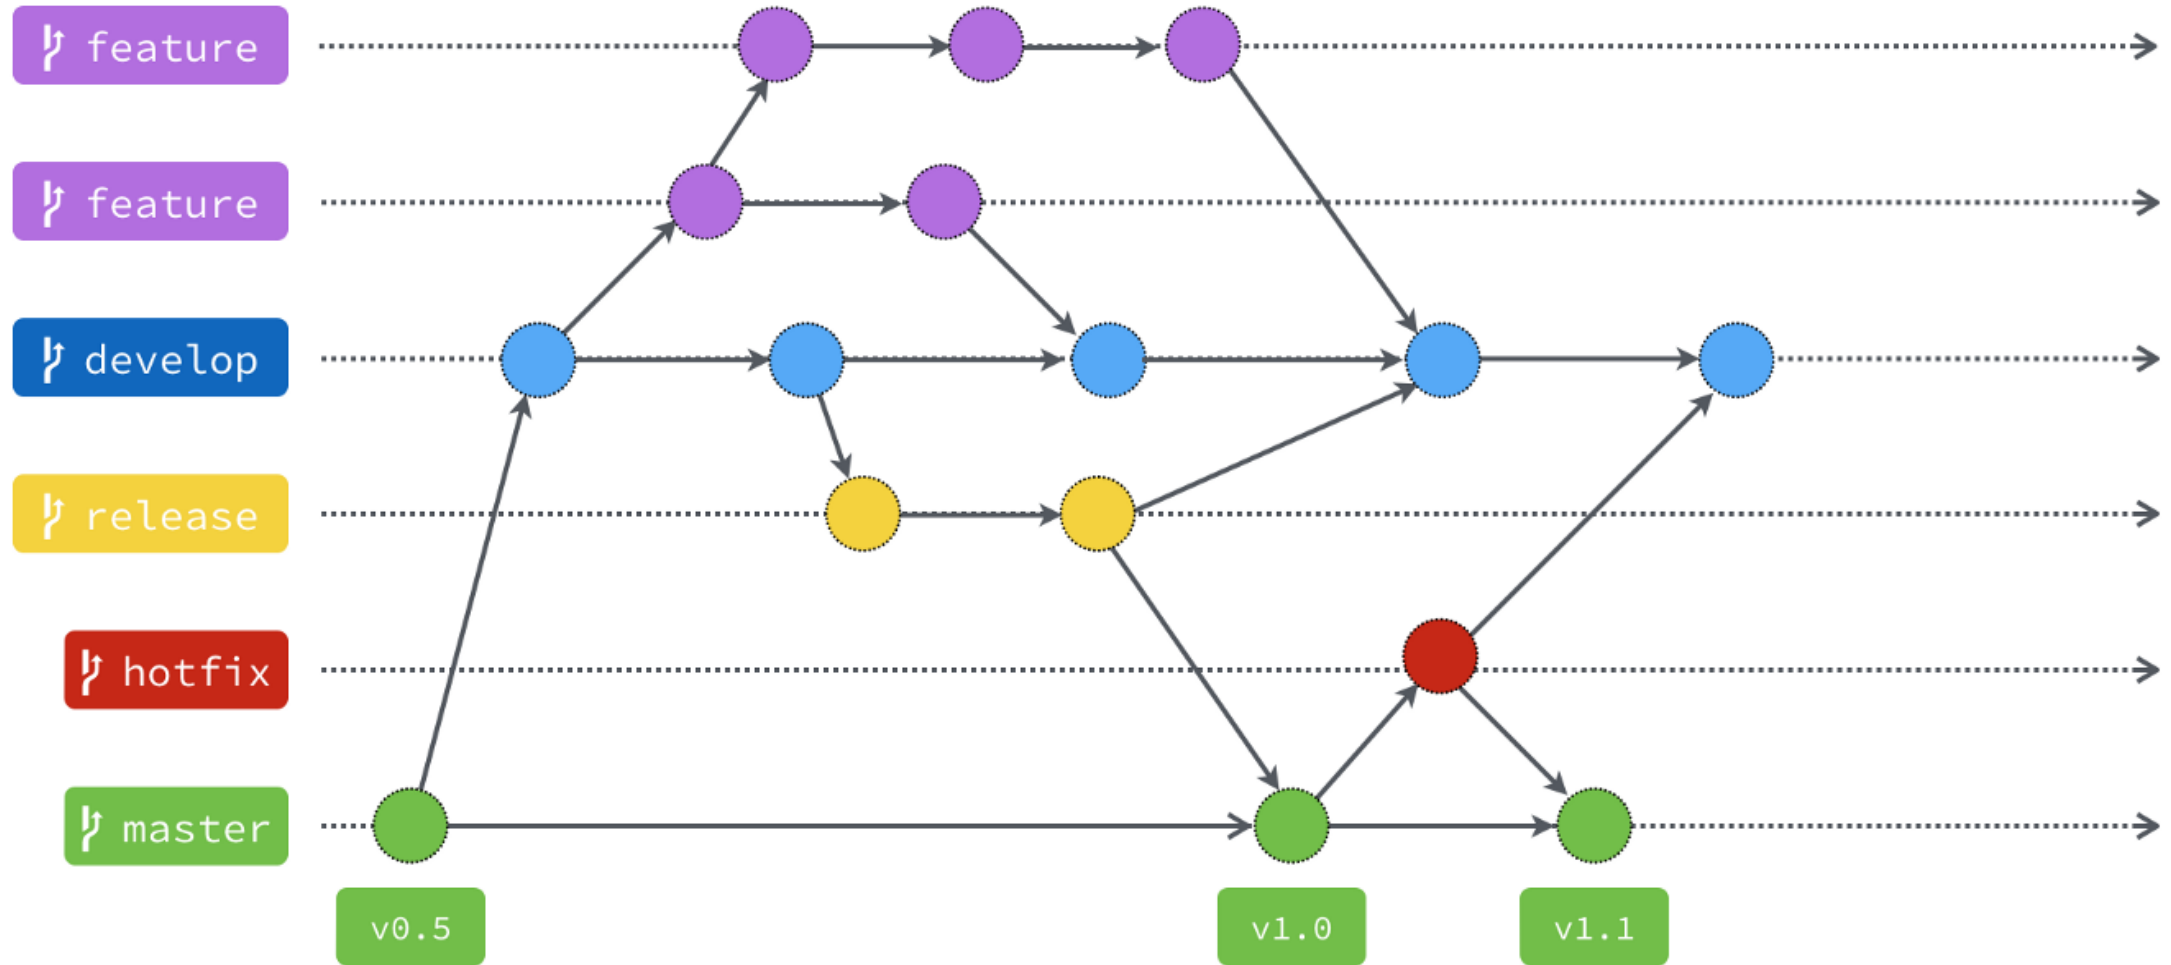 feature
feature
develop
release
hotfix
master
v0.5
v1.0
v1.1